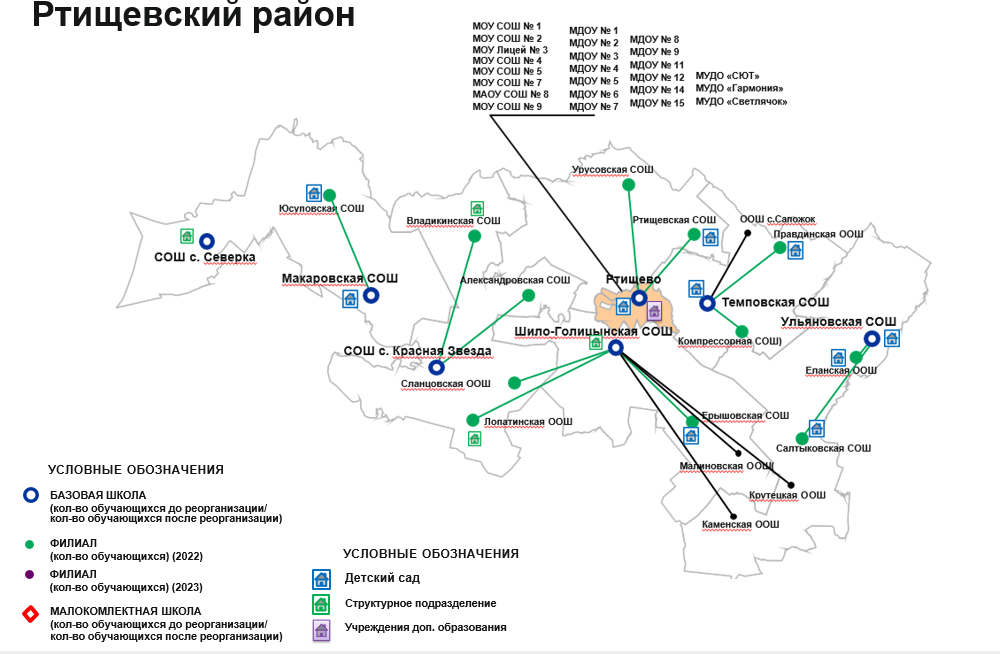 Ртищевский район
МОУ СОШ № 1
МОУ СОШ № 2
МОУ Лицей № 3
МОУ СОШ № 4
МОУ СОШ № 5
МОУ СОШ № 7
МАОУ СОШ № 8
МОУ СОШ № 9
МДОУ № 1
МДОУ № 2
МДОУ № 3
МДОУ № 4
МДОУ № 5
МДОУ № 6
МДОУ № 7
МДОУ № 8
МДОУ № 9
МДОУ № 11
МДОУ № 12
МДОУ № 14
МДОУ № 15
МУДО «СЮТ»
МУДО «Гармония»
МУДО «Светлячок»
Урусовская СОШ
Юсуповская СОШ
Владикинская СОШ
Ртищевская СОШ
ООШ с.Сапожок
Правдинская ООШ
СОШ с. Северка
Макаровская СОШ
Александровская СОШ
Ртищево
Темповская СОШ
Ульяновская СОШ
Шило-Голицынская СОШ
Компрессорная СОШ)
СОШ с. Красная Звезда
Еланская ООШ
Сланцовская ООШ
Лопатинская ООШ
Ерышовская СОШ
Салтыковская СОШ
Малиновская ООШ(
Крутецкая ООШ
Каменская ООШ
УСЛОВНЫЕ ОБОЗНАЧЕНИЯ
БАЗОВАЯ ШКОЛА
(кол-во обучающихся до реорганизации/
кол-во обучающихся после реорганизации)
ФИЛИАЛ
(кол-во обучающихся) (2022)
ФИЛИАЛ
(кол-во обучающихся) (2023)
МАЛОКОМЛЕКТНАЯ ШКОЛА
(кол-во обучающихся до реорганизации/
кол-во обучающихся после реорганизации)
УСЛОВНЫЕ ОБОЗНАЧЕНИЯ
Детский сад
Структурное подразделение
Учреждения доп. образования